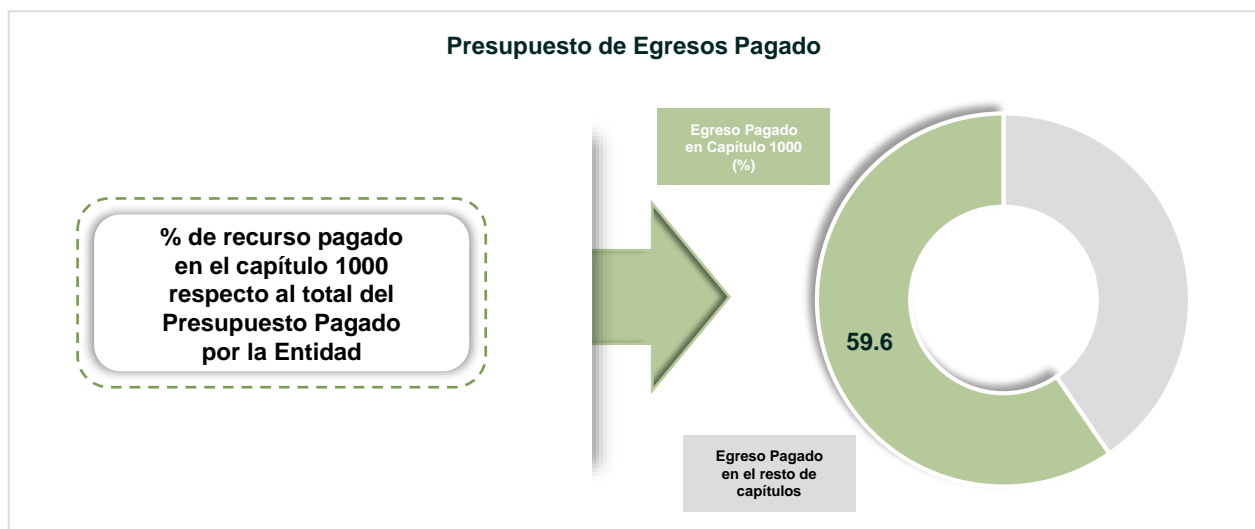 Presupuesto de Egresos Pagado
Egreso Pagado
en Capítulo 1000
(%)
% de recurso pagado
en el capítulo 1000
respecto al total del
Presupuesto Pagado
por la Entidad
59.6
Egreso Pagado
en el resto de
capítulos